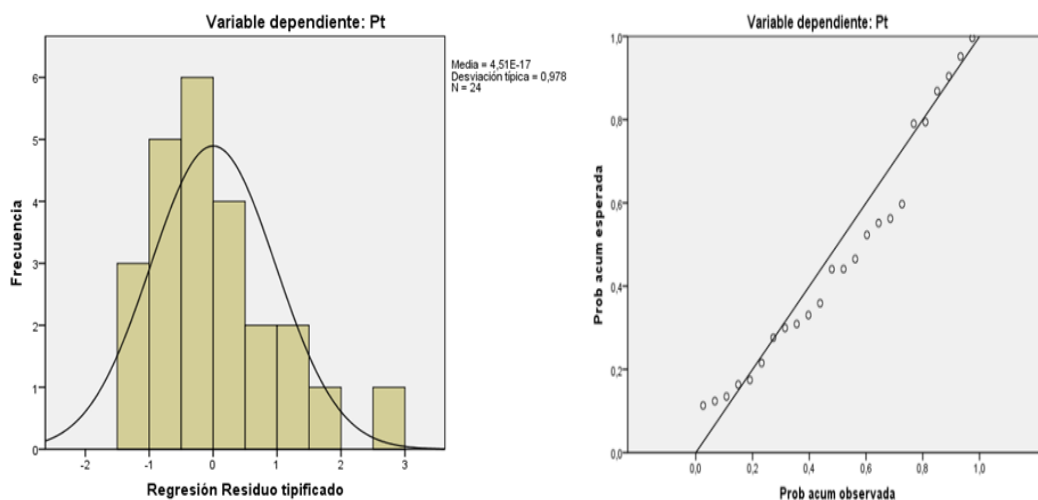 Variable dependiente: Pt
Media = 4,51E-17
Desviación típica = 0,978
N = 24
Frecuencia
6
5
4
3
2
1
0
-2 -1 0 1 2 3
Regresión Residuo tipificado
Variable dependiente: Pt
Prob acum esperada
1,0
0,8
0,6
0,4
0,2
0,0
0,0 0,2 0,4 0,6 0,8 1,0
Prob acum observada